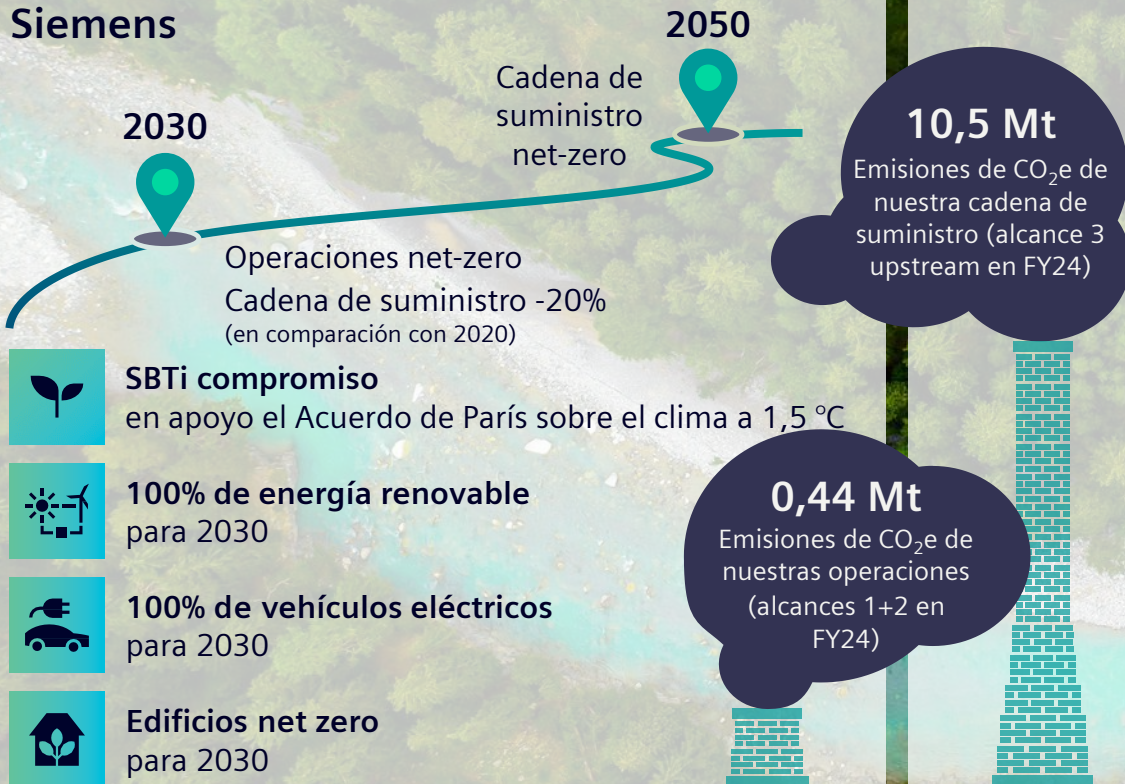 Siemens
2050
Cadena de
suministro
net-zero
2030
Operaciones net-zero
Cadena de suministro -20%
(en comparación con 2020)
10,5 Mt
Emisiones de CO₂e de
nuestra cadena de
suministro (alcance 3
upstream en FY24)
SBTi compromiso
en apoyo el Acuerdo de París sobre el clima a 1,5 °C
100% de energía renovable
para 2030
100% de vehículos eléctricos
para 2030
Edificios net zero
para 2030
0,44 Mt
Emisiones de CO₂e de
nuestras operaciones
(alcances 1+2 en
FY24)